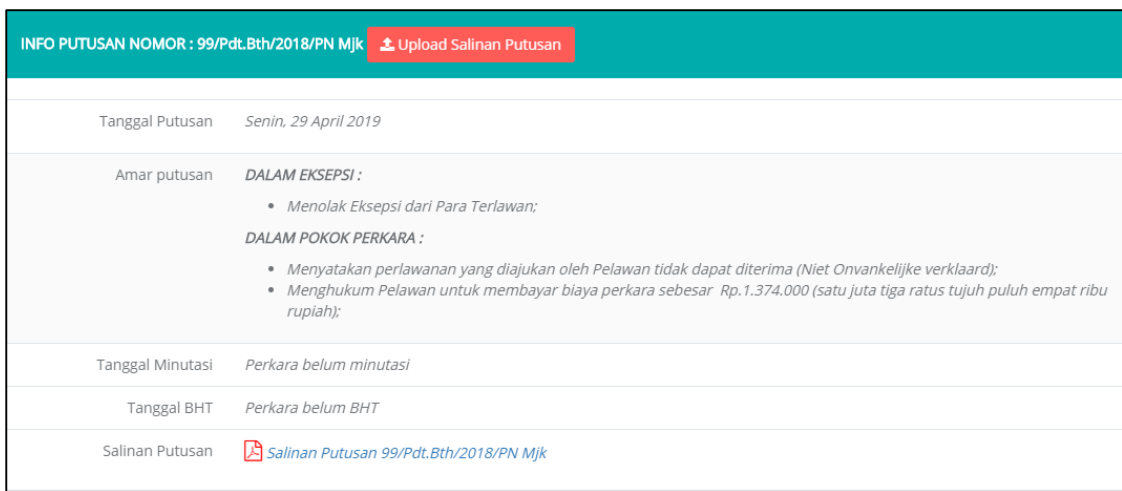 INFO PUTUSAN NOMOR : 99/Pdt.Bth/2018/PN Mjk Upload Salinan Putusan
Tanggal Putusan Senin, 29 April 2019
Amar putusan DALAM EKSEPSI :
• Menolak Eksepsi dari Para Terlawan;
DALAM POKOK PERKARA :
• Menyatakan perlawanan yang diajukan oleh Pelawan tidak dapat diterima (Niet Onvankelijke verklaard);
• Menghukum Pelawan untuk membayar biaya perkara sebesar Rp.1.374.000 (satu juta tiga ratus tujuh puluh empat ribu
rupiah);
Tanggal Minutasi Perkara belum minutasi
Tanggal BHT Perkara belum BHT
Salinan Putusan Salinan Putusan 99/Pdt.Bth/2018/PN Mjk